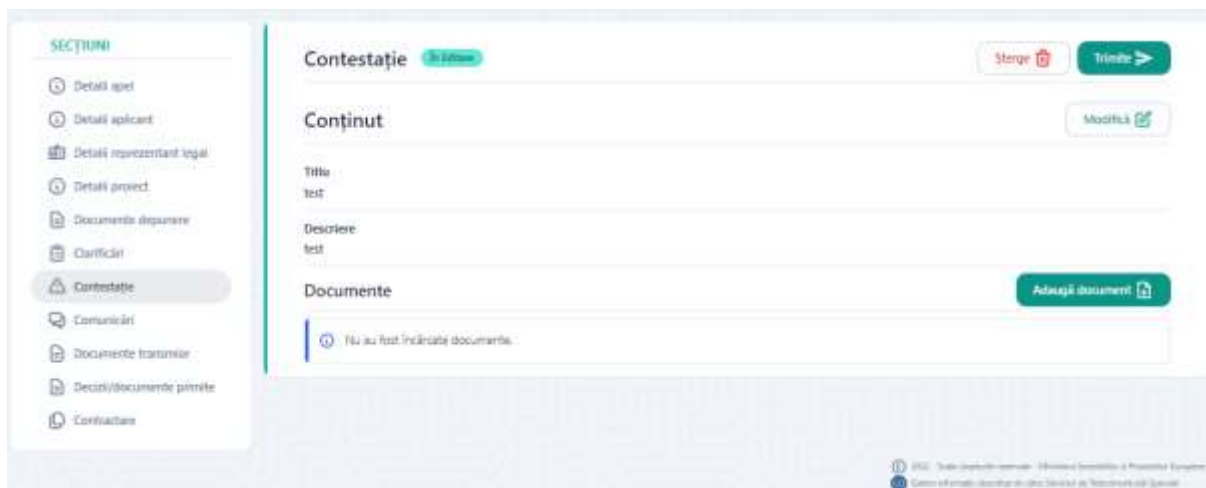 SECȚIUNI
Detalii apel
Detalii aplicant
Detalii reprezentant legal
Detalii proiect
Documente depunere
Clarificări
Contestație
Comunicări
Documente transmise
Decizii/documente primite
Contractare
Contestație În Editare
Șterge
Trimite
Conținut
Modifică
Titlu
test
Descriere
test
Documente
Adaugă document
Nu au fost încărcate documente.